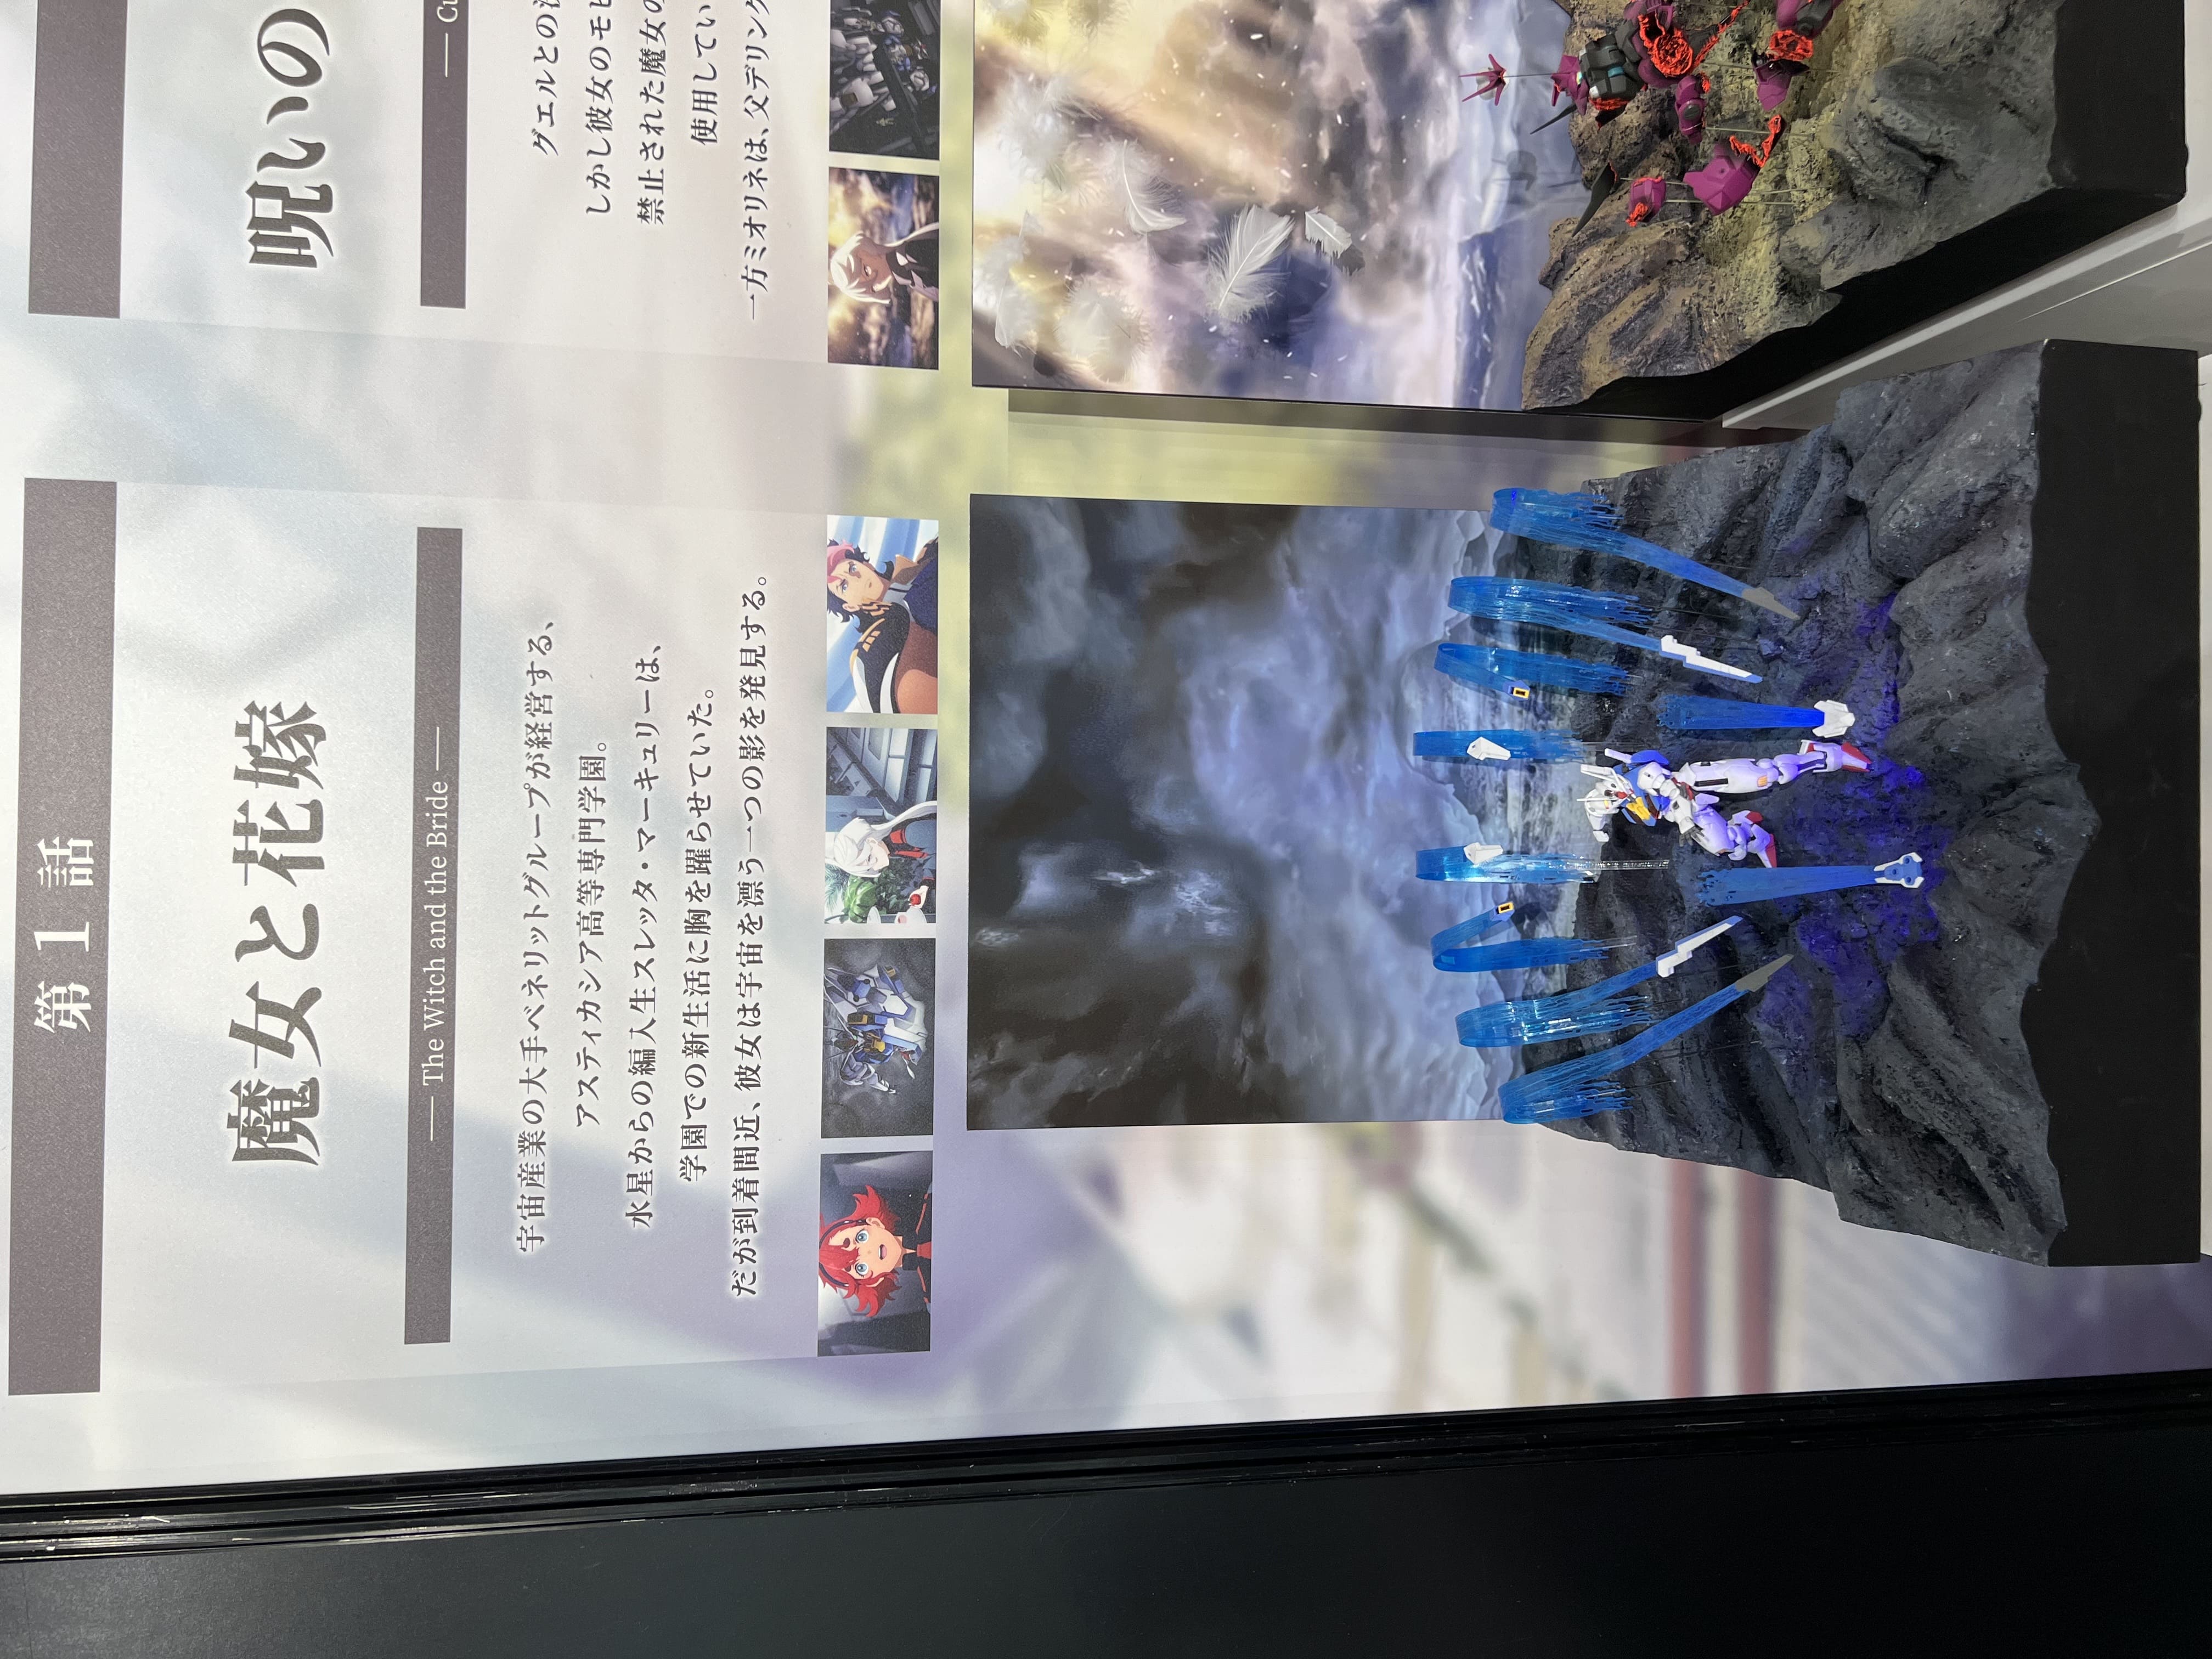 第1話
魔女と花嫁
The Witch and the Bride
宇宙産業の大手ベネリットグループが経営する、
アスティカシア高等専門学園。
水星からの編入生スレッタ・マーキュリーは、
学園での新生活に胸を躍らせていた。
だが到着間近、彼女は宇宙を漂う一つの影を発見する。
呪いの
グエルとの
しかし彼女のモビ
禁止された魔女の
使用してい
一方ミオリネは、父デリング